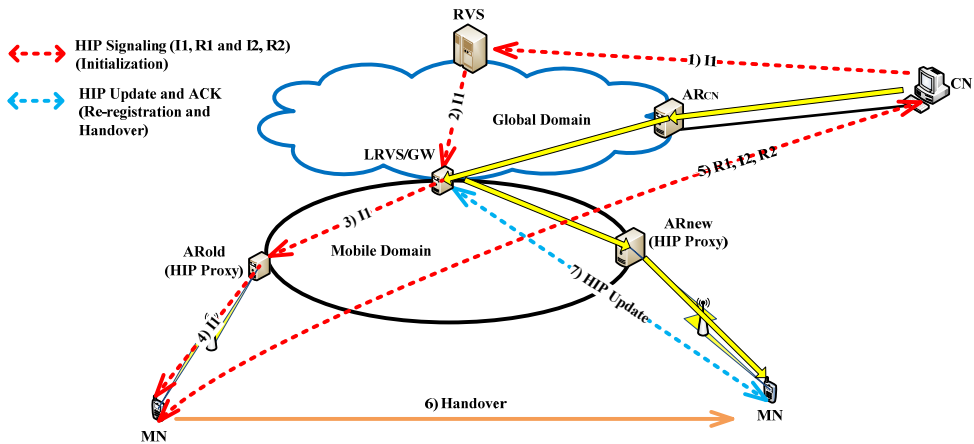 RVS
HIP Signaling (I1, R1 and I2, R2)
(Initialization)
HIP Update and ACK
(Re-registration and
Handover)
1) I1
CN
ARCN
2) I1
Global Domain
LRVS/GW
5) R1, I2, R2
3) I1
ARnew
(HIP Proxy)
ARold
(HIP Proxy)
Mobile Domain
7) HIP Update
4) I1
6) Handover
MN
MN